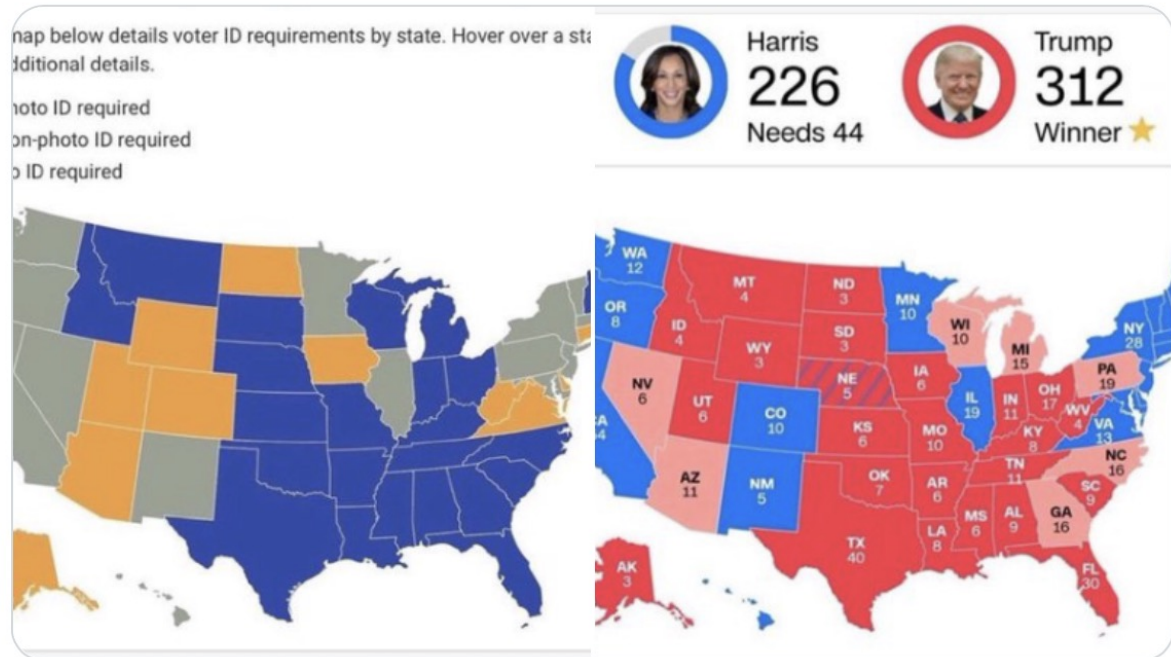 map below details voter ID requirements by state. Hover over a sta
dditional details.
hoto ID required
on-photo ID required
o ID required
Harris
226
Needs 44
Trump
312
Winner
WA
12
OR
8
MT
4
ID
4
ND
3
MN
10
SD
3
WY
3
WI
10
MI
15
NY
28
NV
6
UT
6
CO
10
NE
5
IA
6
IL
19
IN
11
OH
17
PA
19
WV
4
VA
13
KS
6
MO
10
KY
8
AZ
11
NM
5
OK
7
AR
6
TN
11
NC
16
SC
9
TX
40
LA
8
MS
6
AL
9
GA
16
FL
30
AK
3